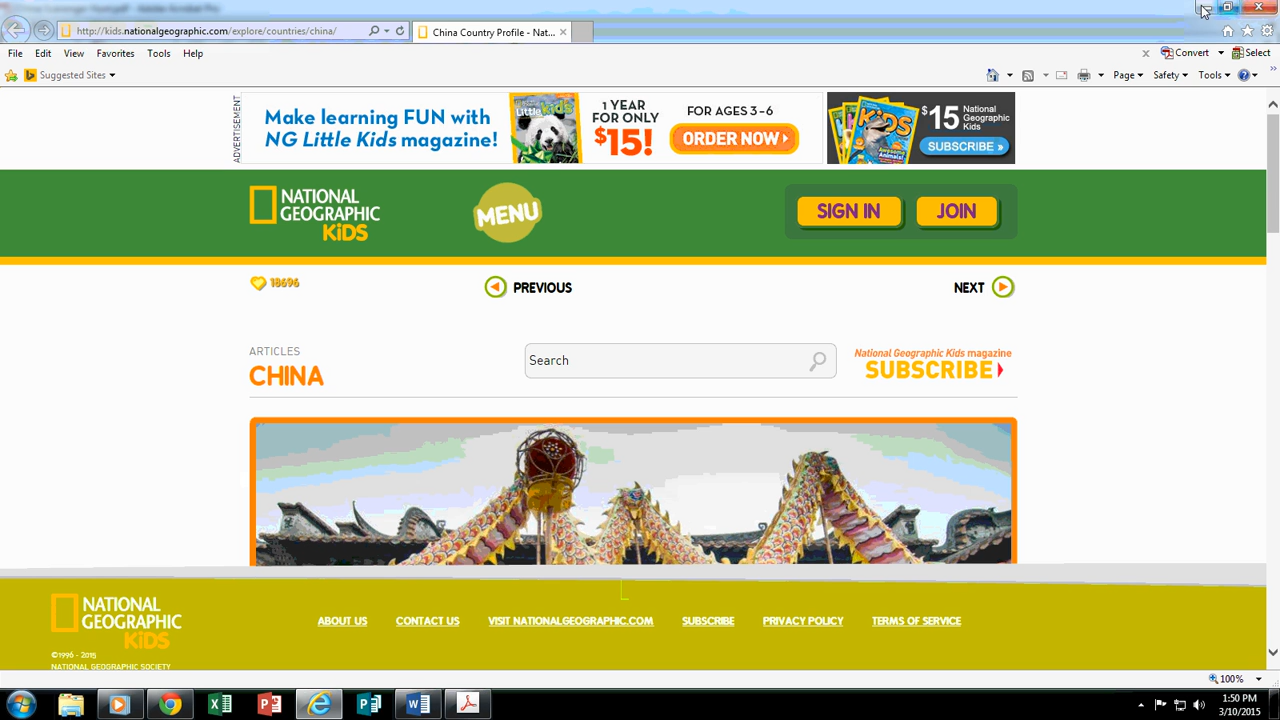 http://kids.nationalgeographic.com/explore/countries/china/
China Country Profile - Nat...
File Edit View Favorites Tools Help
Convert Select
Suggested Sites
Page Safety Tools
ADVERTISEMENT
Make learning FUN with
NG Little Kids magazine!
Little Kids
1 YEAR
FOR ONLY
$15!
FOR AGES 3-6
ORDER NOW
KIDS
$15 National
Geographic
Kids
SUBSCRIBE »
NATIONAL
GEOGRAPHIC
KiDS
MENU
SIGN IN JOIN
18696
PREVIOUS
NEXT
ARTICLES
CHINA
Search
National Geographic Kids magazine
SUBSCRIBE
NATIONAL
GEOGRAPHIC
KiDS
©1996 - 2015
NATIONAL GEOGRAPHIC SOCIETY
ABOUT US CONTACT US VISIT NATIONALGEOGRAPHIC.COM SUBSCRIBE PRIVACY POLICY TERMS OF SERVICE
100%
1:50 PM
3/10/2015